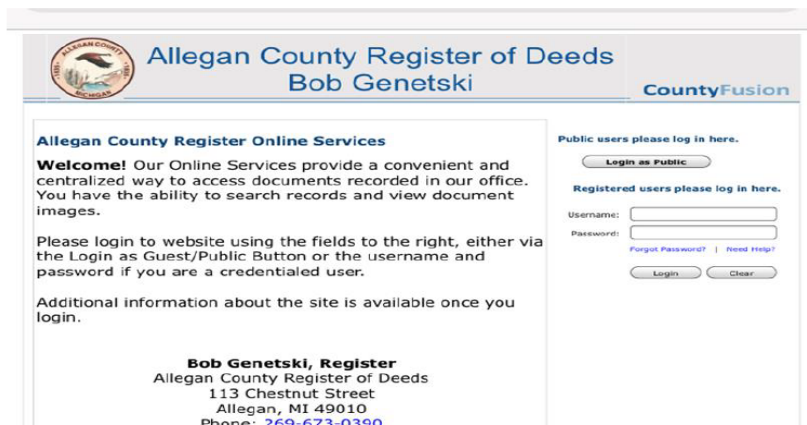 ALLEGAN COUNTY
MICHIGAN
Allegan County Register of Deeds
Bob Genetski
CountyFusion
Allegan County Register Online Services
Welcome! Our Online Services provide a convenient and
centralized way to access documents recorded in our office.
You have the ability to search records and view document
images.
Please login to website using the fields to the right, either via
the Login as Guest/Public Button or the username and
password if you are a credentialed user.
Additional information about the site is available once you
login.
Bob Genetski, Register
Allegan County Register of Deeds
113 Chestnut Street
Allegan, MI 49010
Phone: 269-673-0390
Public users please log in here.
Login as Public
Registered users please log in here.
Username:
Password:
Forgot Password? | Need Help?
Login Clear